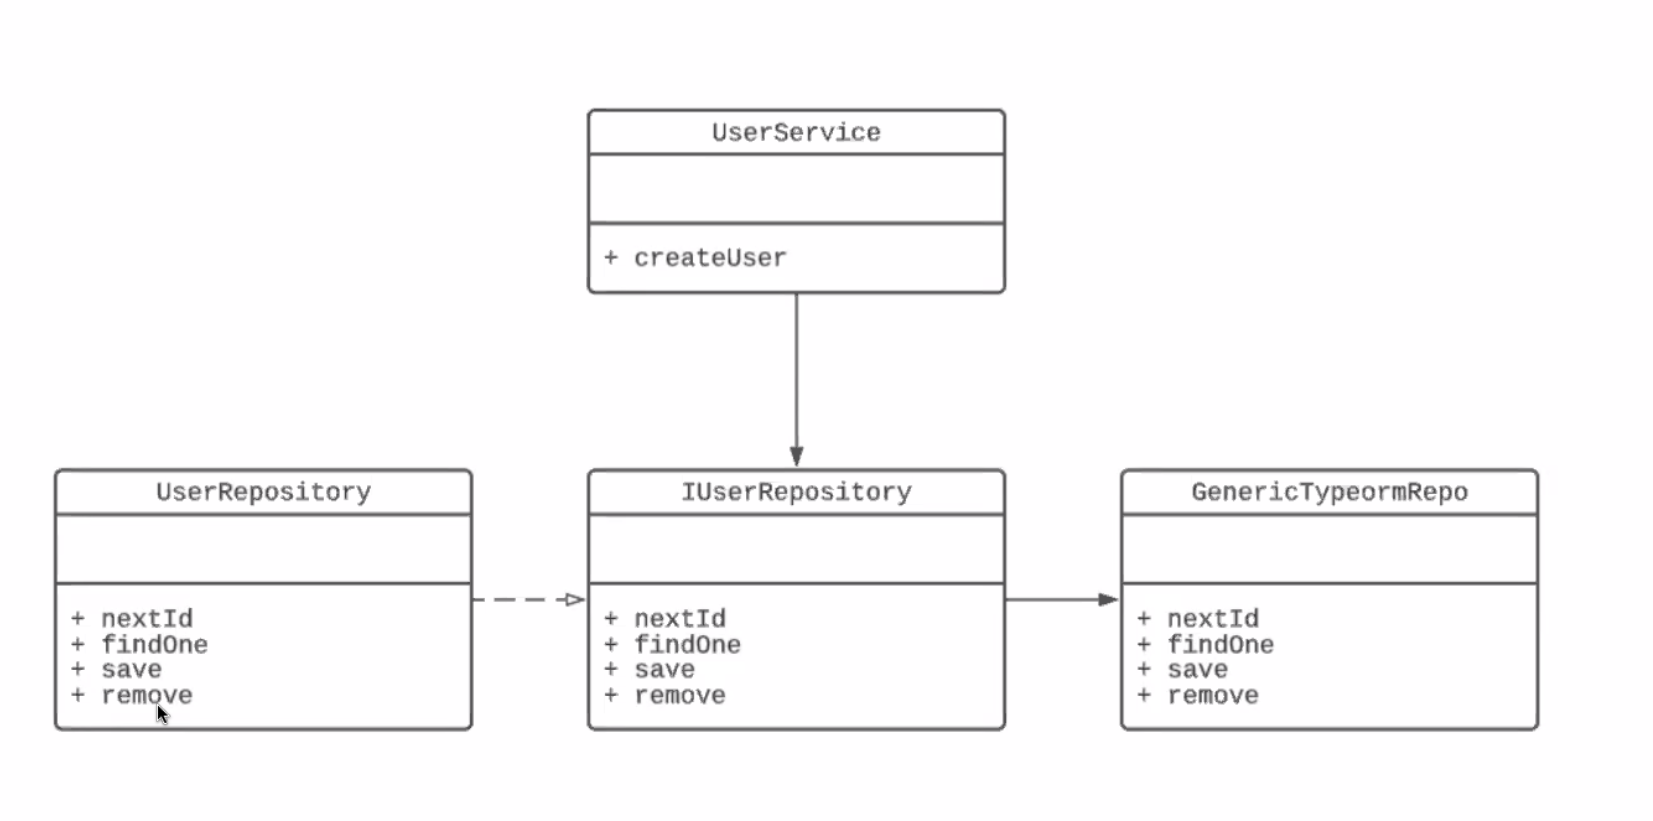 UserService
+ createUser
UserRepository
+ nextId
+ findOne
+ save
+ remove
IUserRepository
+ nextId
+ findOne
+ save
+ remove
GenericTypeormRepo
+ nextId
+ findOne
+ save
+ remove